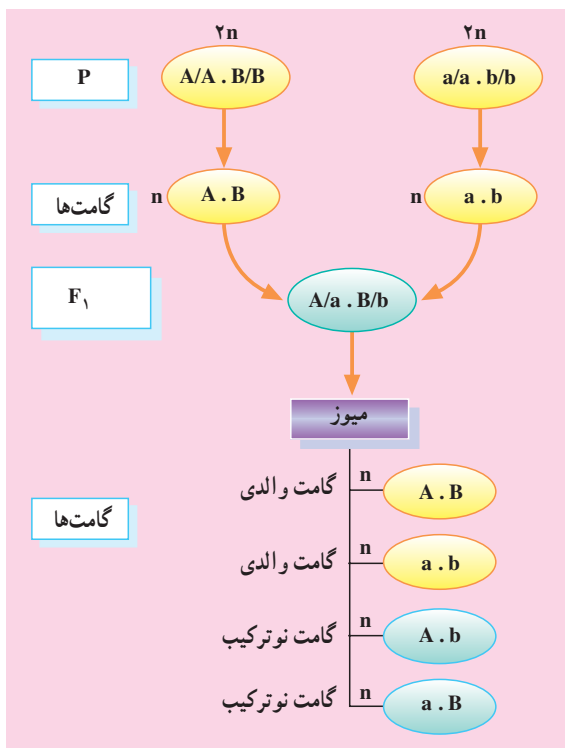 ۲n ۲n
P A/A . B/B a/a . b/b
گامت‌ها n A . B n a . b
F۱ A/a . B/b
میوز
گامت والدی n A . B
گامت‌ها
گامت والدی n a . b
گامت نوترکیب n A . b
گامت نوترکیب n a . B